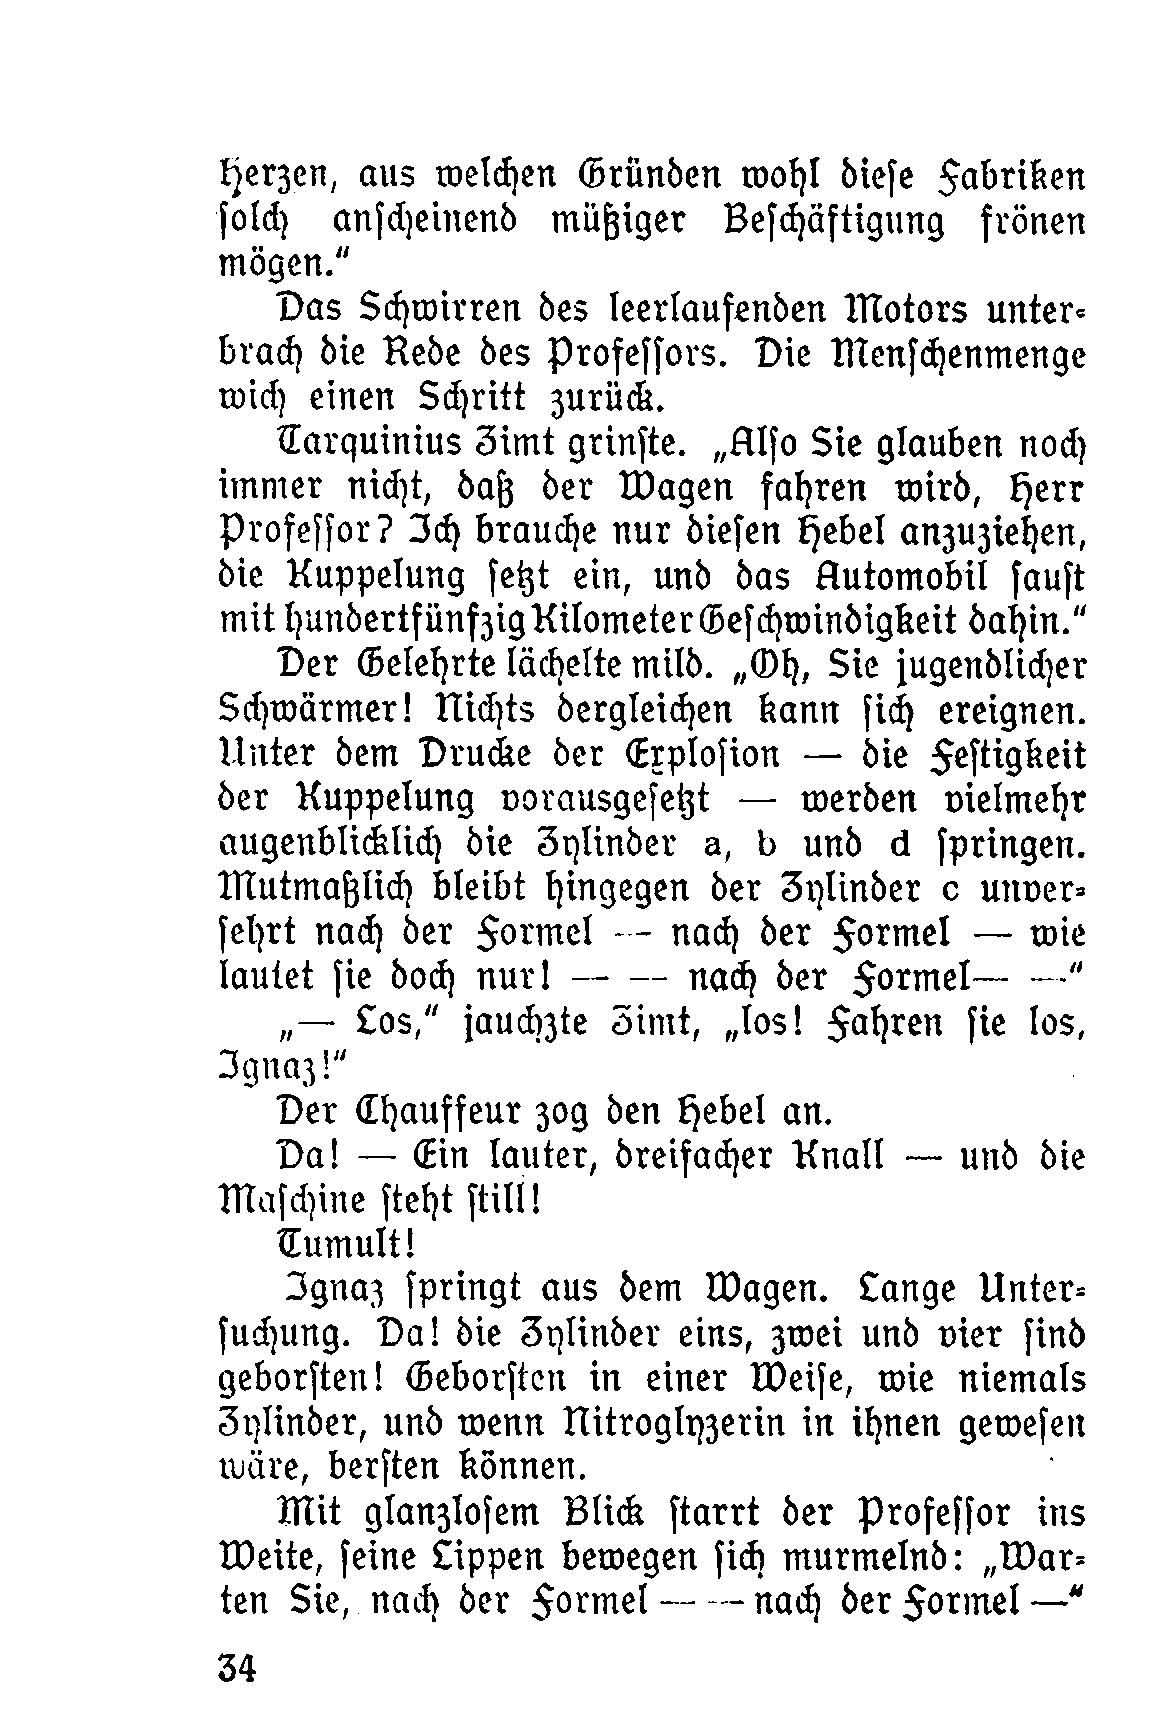 Herzen, aus welchen Gründen wohl diese Fabriken
solch anscheinend müßiger Beschäftigung frönen
mögen."
Das Schwirren des leerlaufenden Motors unter-
brach die Rede des Professors. Die Menschenmenge
wich einen Schritt zurück.
Tarquinius Zimt grinste. „Also Sie glauben noch
immer nicht, daß der Wagen fahren wird, Herr
Professor? Ich brauche nur diesen Hebel anzuziehen,
die Kuppelung setzt ein, und das Automobil saust
mit hundertfünfzig Kilometer Geschwindigkeit dahin."
Der Gelehrte lächelte mild. „Oh, Sie jugendlicher
Schwärmer! Nichts dergleichen kann sich ereignen.
Unter dem Drucke der Explosion — die Festigkeit
der Kuppelung vorausgesetzt — werden vielmehr
augenblicklich die Zylinder a, b und d springen.
Mutmaßlich bleibt hingegen der Zylinder c unver-
sehrt nach der Formel — nach der Formel — wie
lautet sie doch nur! — — nach der Formel— —"
„— Los," jauchzte Zimt, „los! Fahren sie los,
Ignaz!"
Der Chauffeur zog den Hebel an.
Da! — Ein lauter, dreifacher Knall — und die
Maschine steht still!
Tumult!
Ignaz springt aus dem Wagen. Lange Unter-
suchung. Da! die Zylinder eins, zwei und vier sind
geborsten! Geborsten in einer Weise, wie niemals
Zylinder, und wenn Nitroglyzerin in ihnen gewesen
wäre, bersten können.
Mit glanzlosem Blick starrt der Professor ins
Weite, seine Lippen bewegen sich murmelnd: „War-
ten Sie, nach der Formel — — nach der Formel —"
34